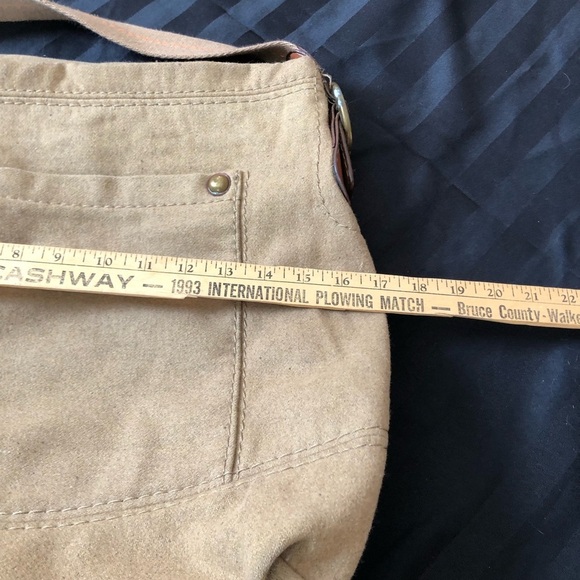 8 9 10 11 12 13 14 15 16 17 18 19 20 21 22
CASHWAY — 1993 INTERNATIONAL PLOWING MATCH — Bruce County-Walke